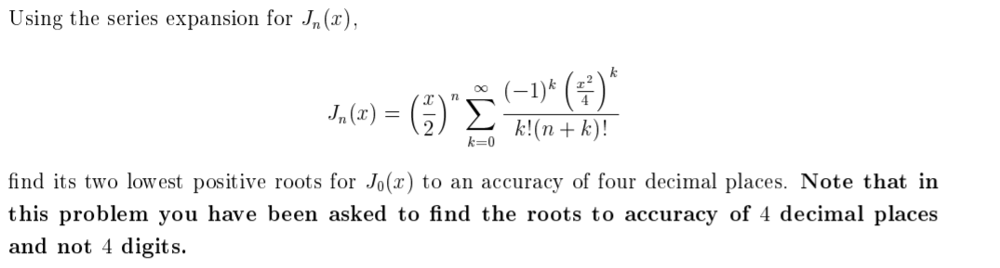 Using the series expansion for $J_n(x)$,
$$J_n(x) = \left(\frac{x}{2}\right)^n \sum_{k=0}^{\infty} \frac{(-1)^k \left(\frac{x^2}{4}\right)^k}{k!(n+k)!}$$
find its two lowest positive roots for $J_0(x)$ to an accuracy of four decimal places. Note that in
this problem you have been asked to find the roots to accuracy of 4 decimal places
and not 4 digits.